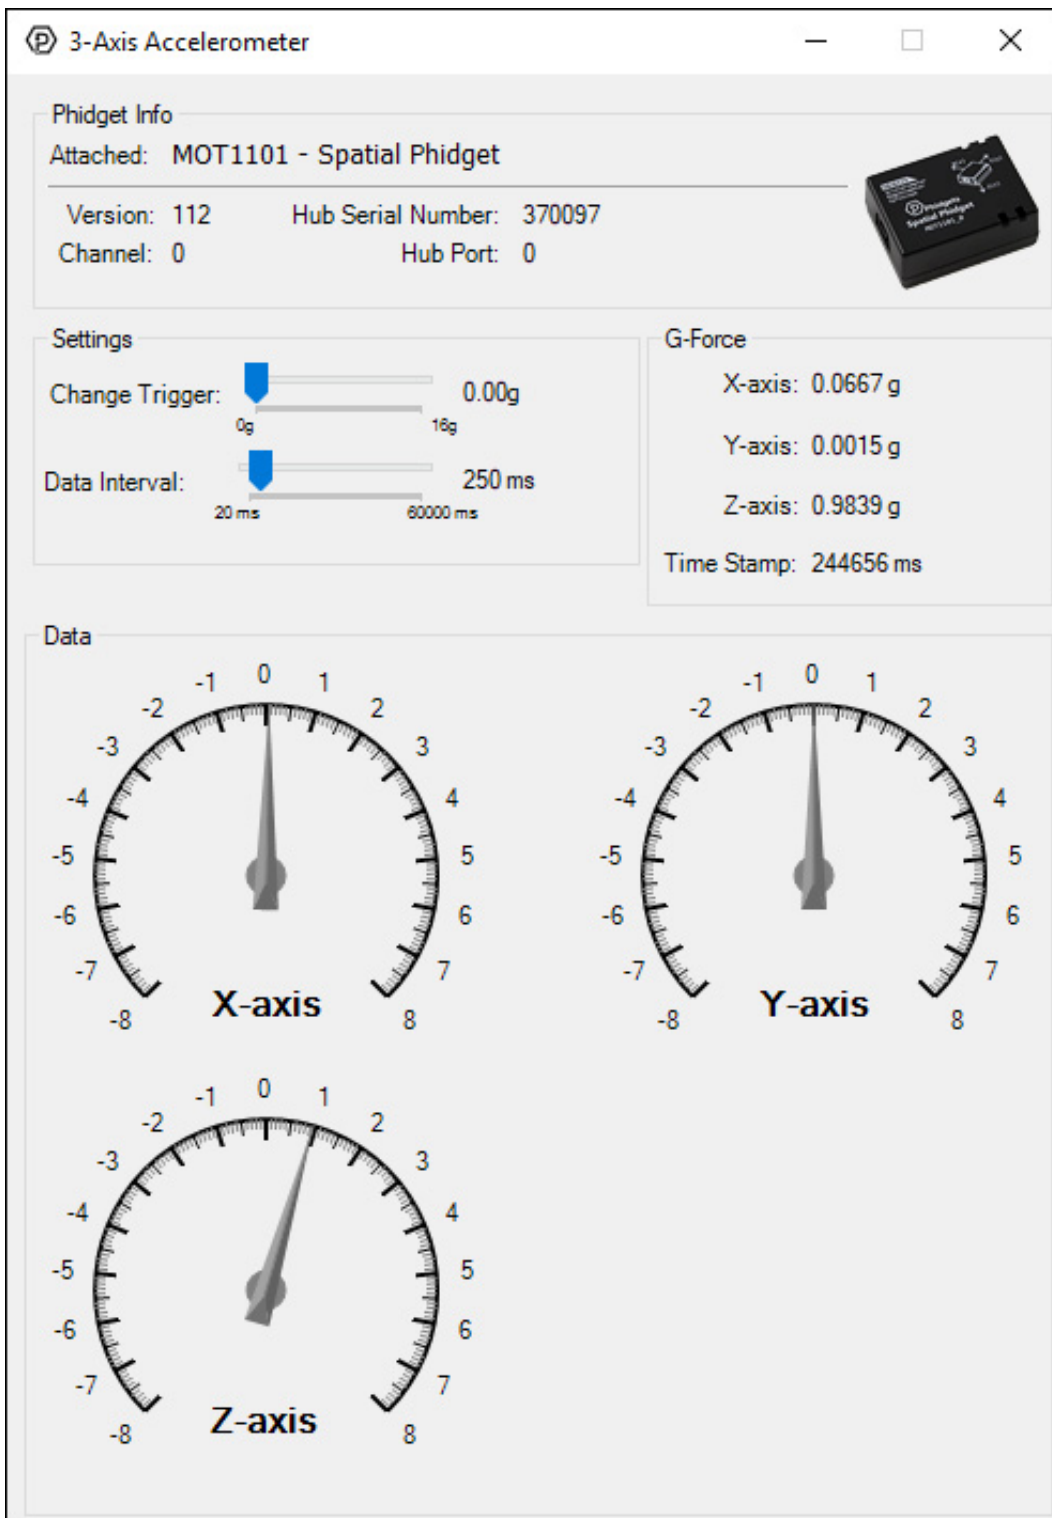 3-Axis Accelerometer
Phidget Info
Attached: MOT1101 - Spatial Phidget
Version: 112 Hub Serial Number: 370097
Channel: 0 Hub Port: 0
Phidgets
Spatial Phidget
MOT1101_0
Settings
Change Trigger: 0.00g
0g 16g
Data Interval: 250 ms
20 ms 60000 ms
G-Force
X-axis: 0.0667 g
Y-axis: 0.0015 g
Z-axis: 0.9839 g
Time Stamp: 244656 ms
Data
-8 -7 -6 -5 -4 -3 -2 -1 0 1 2 3 4 5 6 7 8
X-axis
-8 -7 -6 -5 -4 -3 -2 -1 0 1 2 3 4 5 6 7 8
Y-axis
-8 -7 -6 -5 -4 -3 -2 -1 0 1 2 3 4 5 6 7 8
Z-axis